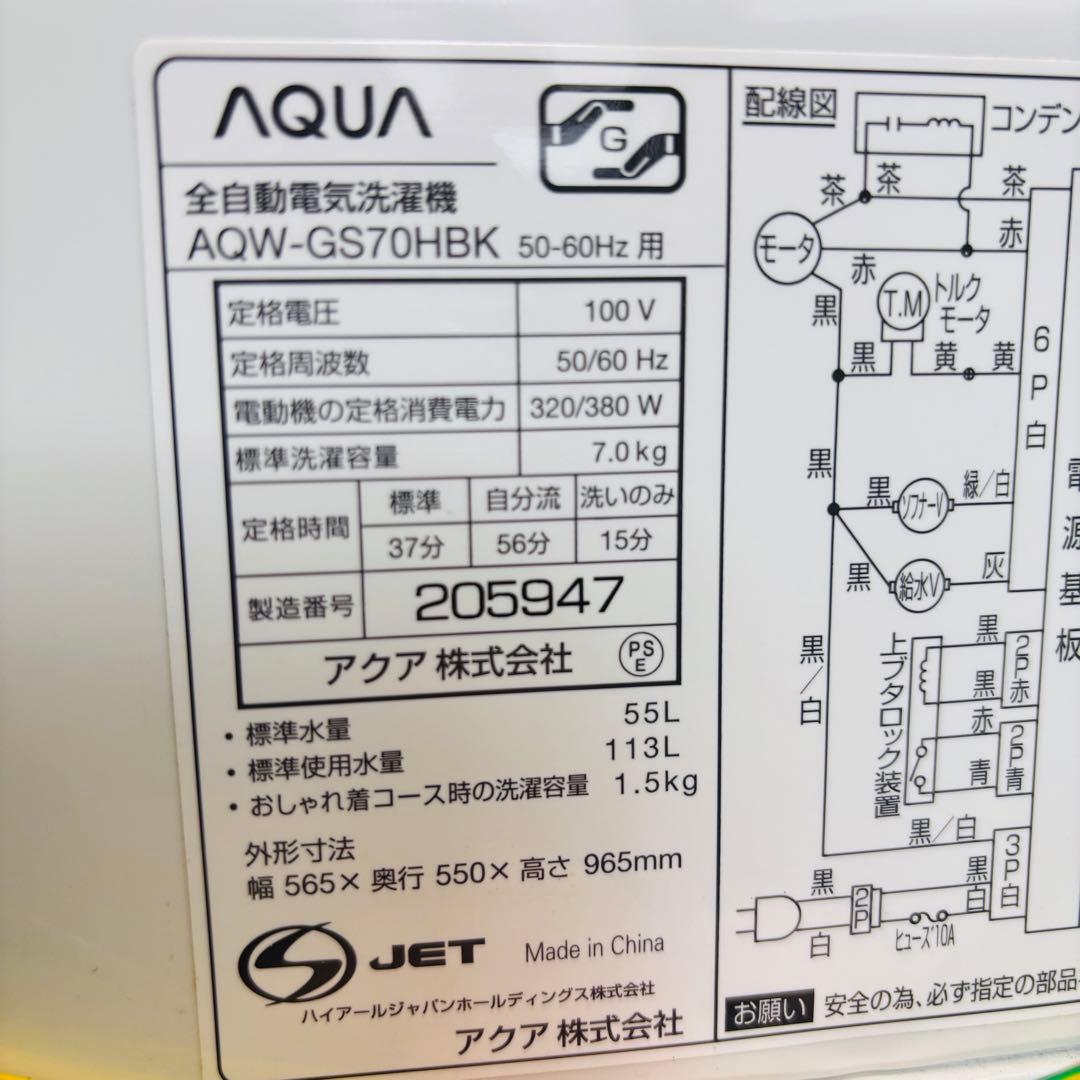 AQUA
G
全自動電気洗濯機
AQW-GS70HBK 50-60Hz 用
定格電圧 100 V
定格周波数 50/60 Hz
電動機の定格消費電力 320/380 W
標準洗濯容量 7.0kg
定格時間 標準 自分流 洗いのみ
37分 56分 15分
製造番号 205947
アクア 株式会社 PSE
・標準水量 55L
・標準使用水量 113L
・おしゃれ着コース時の洗濯容量 1.5kg
外形寸法
幅 565× 奥行 550× 高さ 965mm
JET Made in China
ハイアールジャパンホールディングス株式会社
アクア 株式会社
配線図
コンデン
茶 茶 茶
モータ
赤
赤
黒
T.M
トルク
モータ
黒 黄 黄
6P白
黒
黒
ソフナーV
緑/白
黒
給水V
灰
電源基板
黒/白
上ブタロック装置
黒
黒
2P赤
赤
青
2P青
黒/白
3P白
黒
白
2P
黒
白
ヒューズ10A
お願い 安全の為、必ず指定の部品